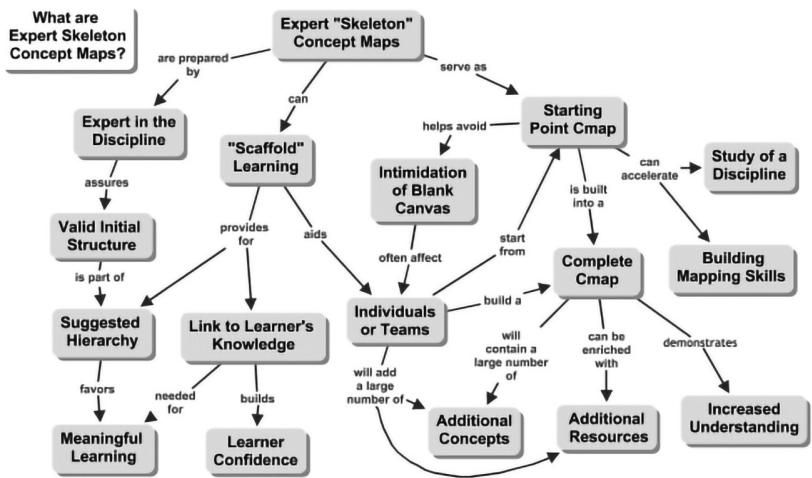 What are
Expert Skeleton
Concept Maps?
Expert "Skeleton"
Concept Maps
are prepared
by
can
serve as
Expert in the
Discipline
"Scaffold"
Learning
Starting
Point Cmap
helps avoid
Intimidation
of Blank
Canvas
can
accelerate
Study of a
Discipline
assures
is built
into a
Valid Initial
Structure
provides
for
aids
start
from
often affect
Complete
Cmap
Building
Mapping Skills
is part of
Suggested
Hierarchy
Link to Learner's
Knowledge
Individuals
or Teams
build a
will
contain a
large number
of
can be
enriched
with
demonstrates
favors
needed
for
builds
will add
a large
number of
Meaningful
Learning
Learner
Confidence
Additional
Concepts
Additional
Resources
Increased
Understanding